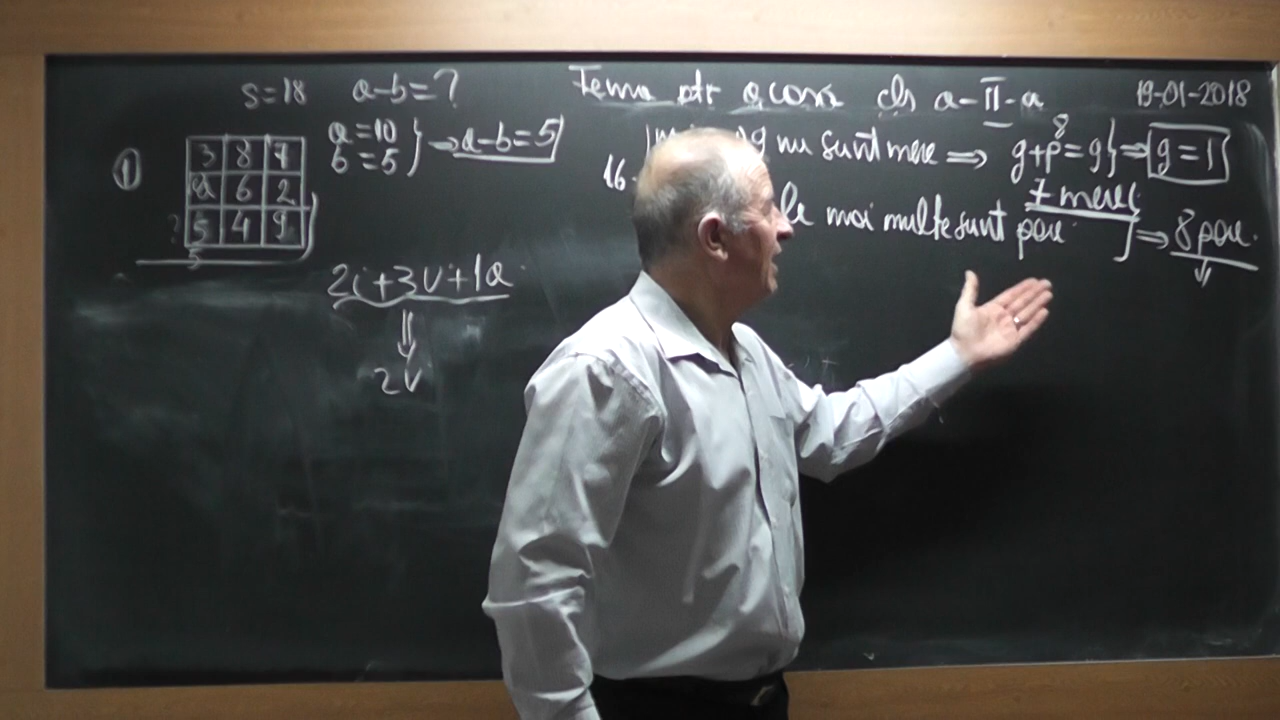 s=18 a-b=?
Tema ptr acasă cls a-II-a 19-01-2018
①
3 8 7
a 6 2
? 5 4 9
5
a=10
b=5 } → a-b=5
2i+3v+1a
⇓
2v
16.
nu sunt mere ⇒ g+p=9} ⇒ g=1
8
7 mere
mai multe sunt pere } ⇒ 8 pere